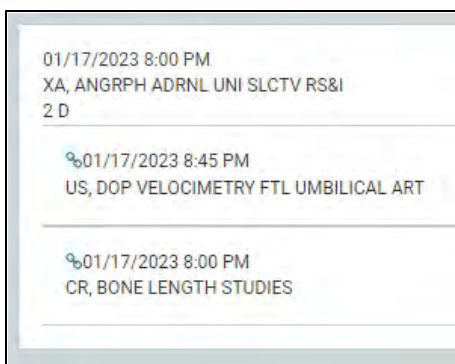 01/17/2023 8:00 PM
XA, ANGRPH ADRNL UNI SLCTV RS&I
2 D
01/17/2023 8:45 PM
US, DOP VELOCIMETRY FTL UMBILICAL ART
01/17/2023 8:00 PM
CR, BONE LENGTH STUDIES